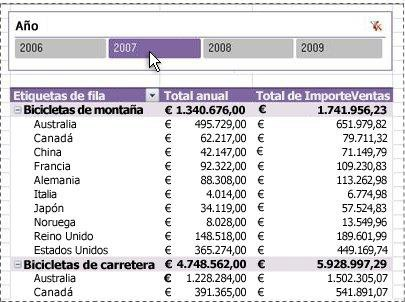 Año
2006 2007 2008 2009
Etiquetas de fila Total anual Total de ImporteVentas
Bicicletas de montaña € 1.340.676,00 € 1.741.956,23
Australia € 495.729,00 € 651.979,82
Canadá € 62.217,00 € 79.711,32
China € 42.147,00 € 71.149,79
Francia € 92.322,00 € 109.230,83
Alemania € 88.308,00 € 113.262,98
Italia € 4.014,00 € 6.774,98
Japón € 34.119,00 € 57.524,83
Noruega € 8.028,00 € 13.549,96
Reino Unido € 148.518,00 € 189.601,99
Estados Unidos € 365.274,00 € 449.169,74
Bicicletas de carretera € 4.748.562,00 € 5.928.997,29
Australia € 1.228.284,00 € 1.502.305,07
Canadá € 391.365,00 € 541.891,07